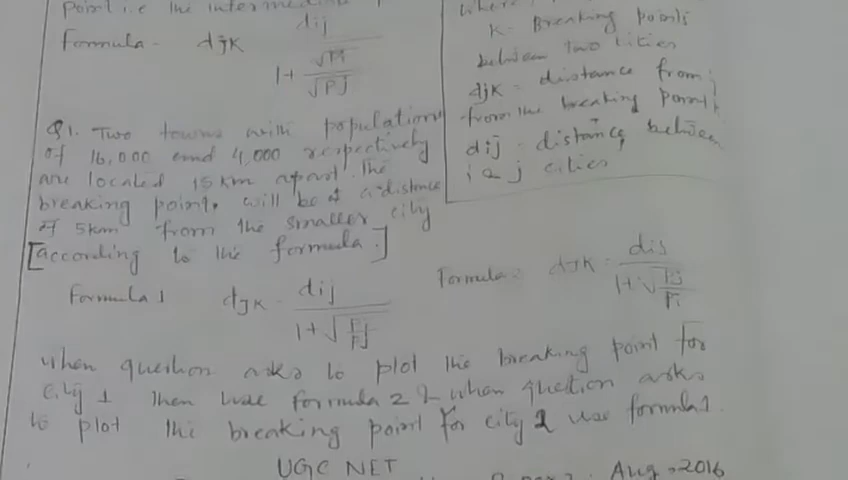 point i.e the intermed
Formula - djk dij
1+ √Pi
√Pj
where
K- Breaking points
between two cities
djk = distance from j
from the breaking point k
dij = distance between
i & j cities
Q1. Two towns with population
of 16,000 and 4,000 respectively
are located 15km apart. The
breaking point, will be at a distance
of 5km from the smaller city
[according to the formula.]
Formula 1 djk - dij
1+√Pi
Pj
Formula: djk = dij
1+√Pj
Pi
when question asks to plot the breaking point for
city 1 then use formula 2 & when question asks
to plot the breaking point for city 2 use formula 1.
UGC NET
Aug-2016